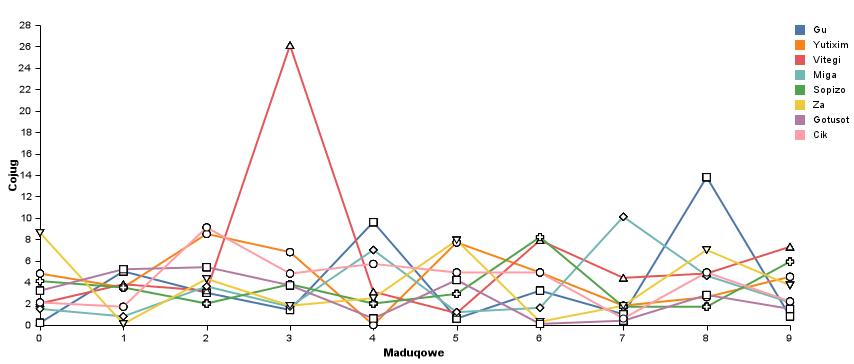 28
26
24
22
20
18
16
14
12
10
8
6
4
2
0
Cojug
0 1 2 3 4 5 6 7 8 9
Maduqowe
Gu
Yutixim
Vitegi
Miga
Sopizo
Za
Gotusot
Cik